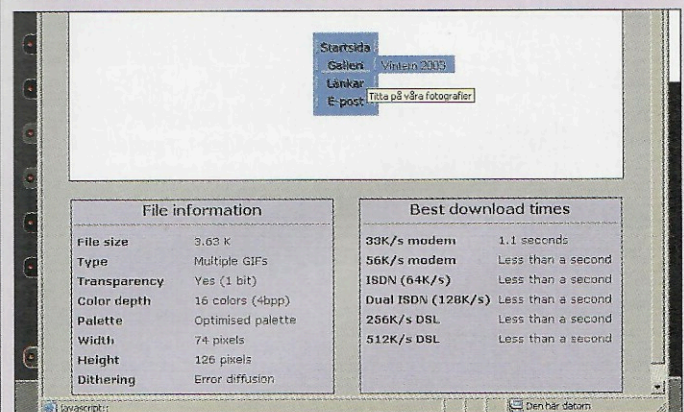 Startsida
Galleri Vintern 2003
Länkar
E-post Titta på våra fotografier
File information
File size 3.63 K
Type Multiple GIFs
Transparency Yes (1 bit)
Color depth 16 colors (4bpp)
Palette Optimised palette
Width 74 pixels
Height 126 pixels
Dithering Error diffusion
Best download times
33K/s modem 1.1 seconds
56K/s modem Less than a second
ISDN (64K/s) Less than a second
Dual ISDN (128K/s) Less than a second
256K/s DSL Less than a second
512K/s DSL Less than a second
javascript:;
Den här datorn